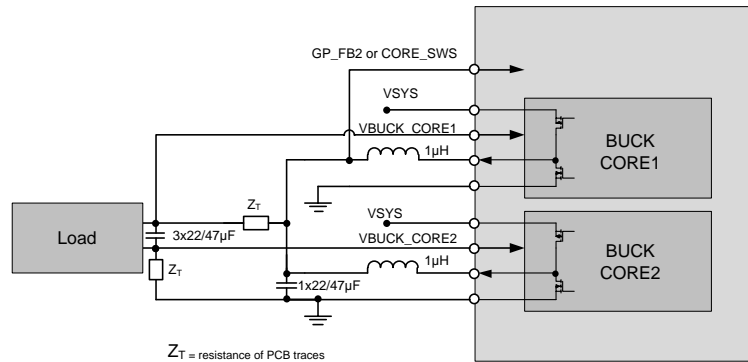 GP_FB2 or CORE_SWS
VSYS
VBUCK_CORE1
1µH
BUCK
CORE1
ZT
Load
3x22/47µF
VSYS
VBUCK_CORE2
1µH
BUCK
CORE2
ZT
1x22/47µF
ZT = resistance of PCB traces